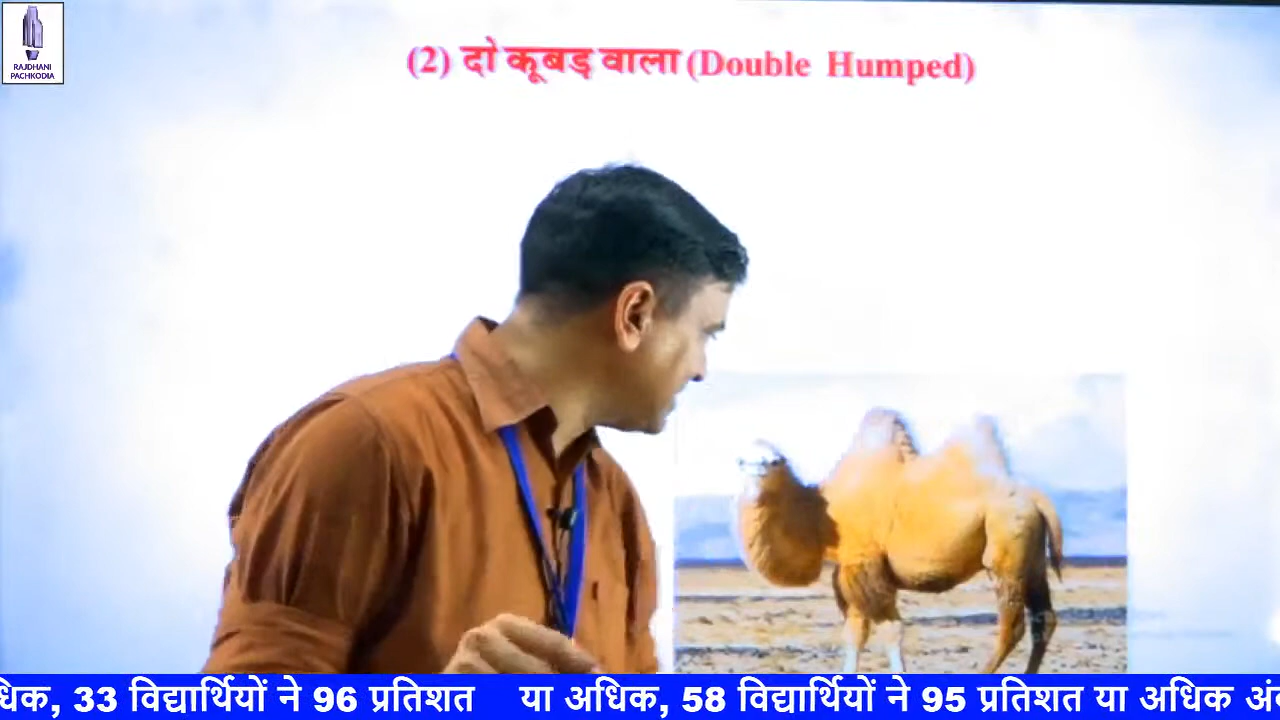 RAJDHANI
PACHKODIA
(2) दो कूबड़ वाला (Double Humped)
धिक, 33 विद्यार्थियों ने 96 प्रतिशत या अधिक, 58 विद्यार्थियों ने 95 प्रतिशत या अधिक अं